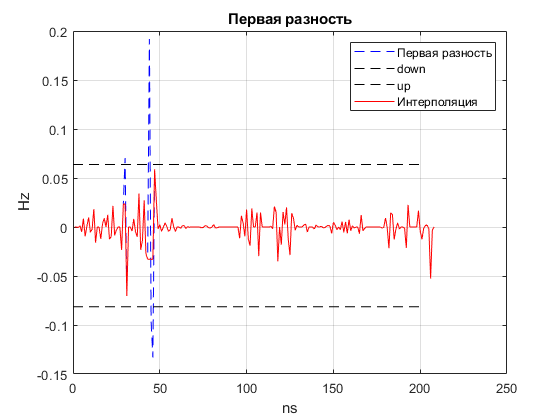 Первая разность
0.2
0.15
0.1
0.05
0
-0.05
-0.1
-0.15
Hz
Первая разность
down
up
Интерполяция
0 50 100 150 200 250
ns